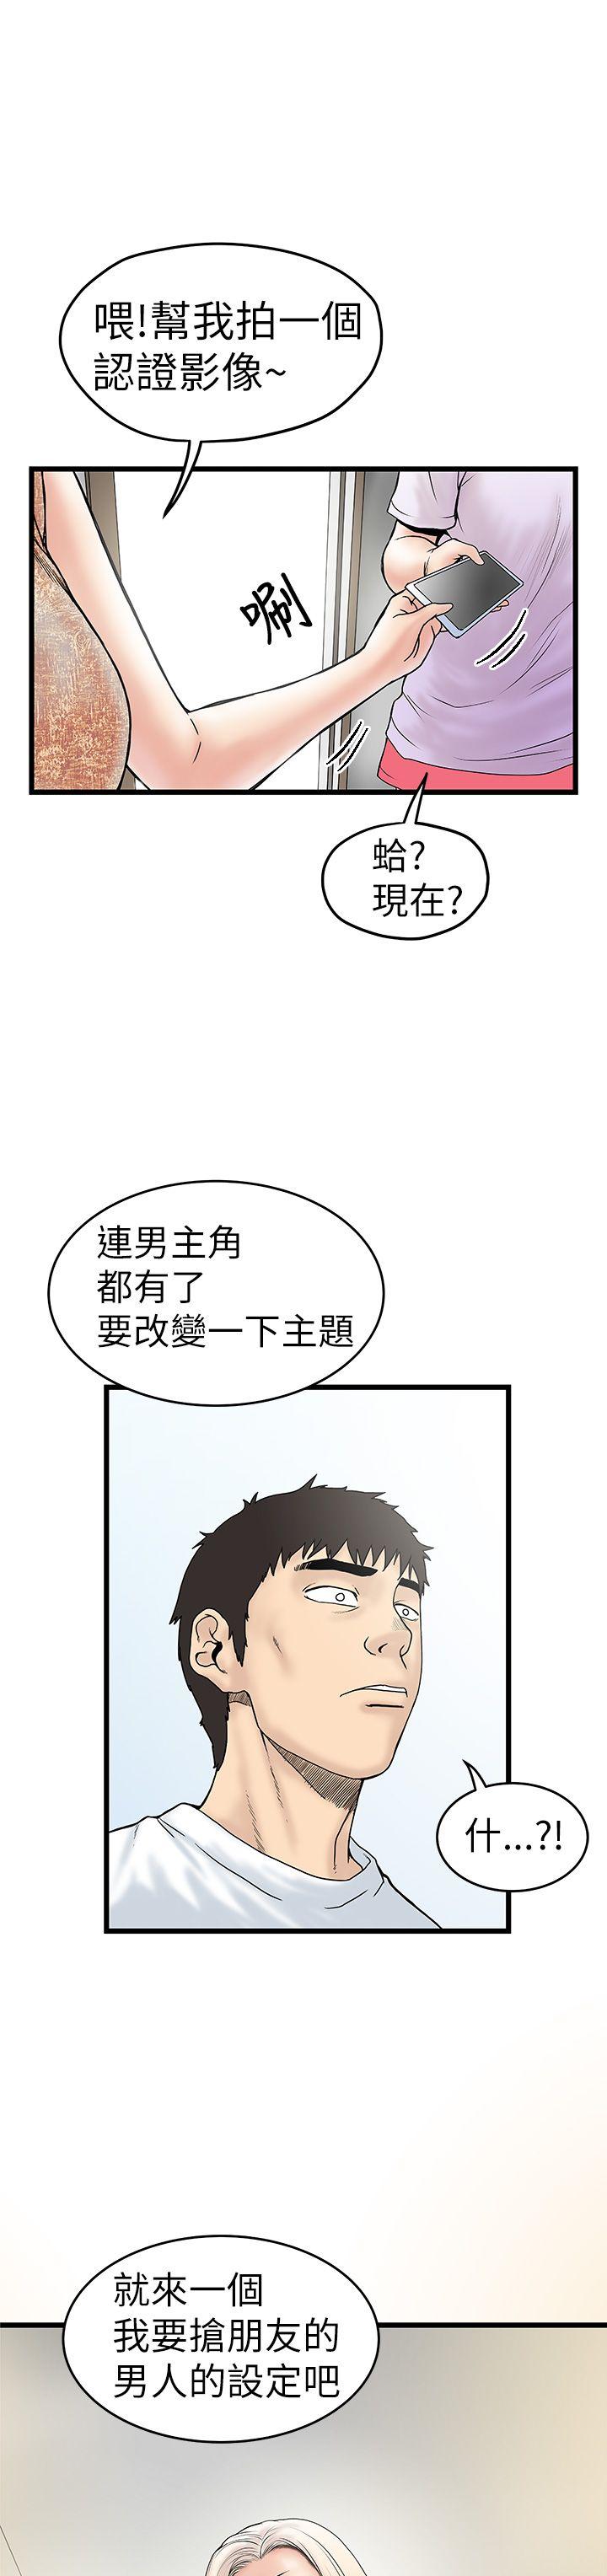 喂!幫我拍一個
認證影像~
唰
蛤?
現在?
連男主角
都有了
要改變一下主題
什...?!
就來一個
我要搶朋友的
男人的設定吧